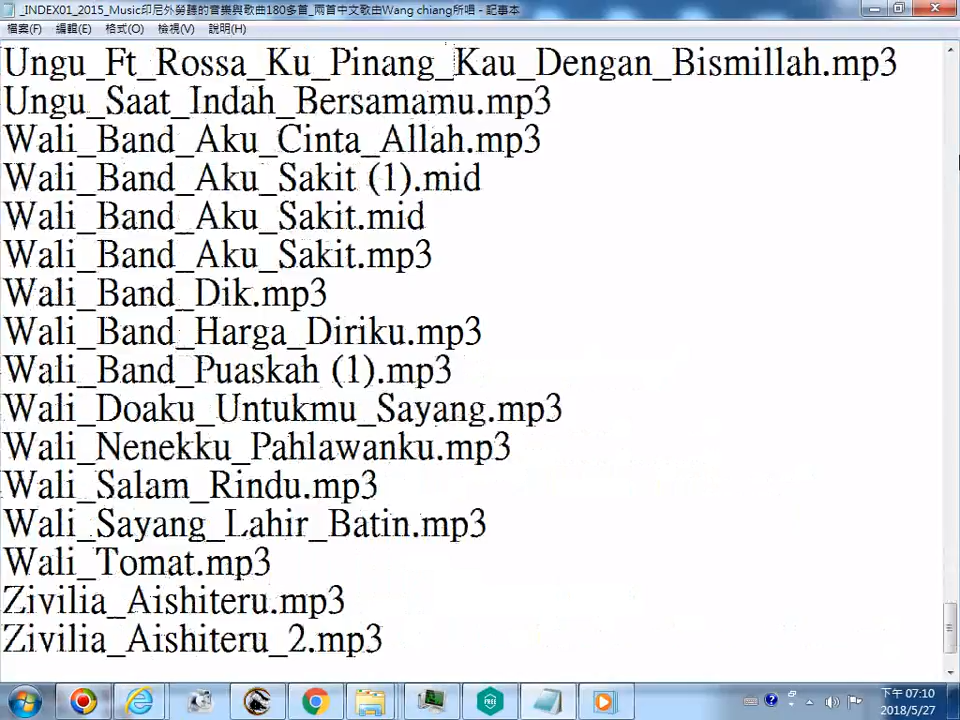 _INDEX01_2015_Music印尼外勞聽的音樂與歌曲180多首_兩首中文歌曲Wang chiang所唱 - 記事本
檔案(F) 編輯(E) 格式(O) 檢視(V) 說明(H)
Ungu_Ft_Rossa_Ku_Pinang_Kau_Dengan_Bismillah.mp3
Ungu_Saat_Indah_Bersamamu.mp3
Wali_Band_Aku_Cinta_Allah.mp3
Wali_Band_Aku_Sakit (1).mid
Wali_Band_Aku_Sakit.mid
Wali_Band_Aku_Sakit.mp3
Wali_Band_Dik.mp3
Wali_Band_Harga_Diriku.mp3
Wali_Band_Puaskah (1).mp3
Wali_Doaku_Untukmu_Sayang.mp3
Wali_Nenekku_Pahlawanku.mp3
Wali_Salam_Rindu.mp3
Wali_Sayang_Lahir_Batin.mp3
Wali_Tomat.mp3
Zivilia_Aishiteru.mp3
Zivilia_Aishiteru_2.mp3
FREE
下午 07:10
2018/5/27